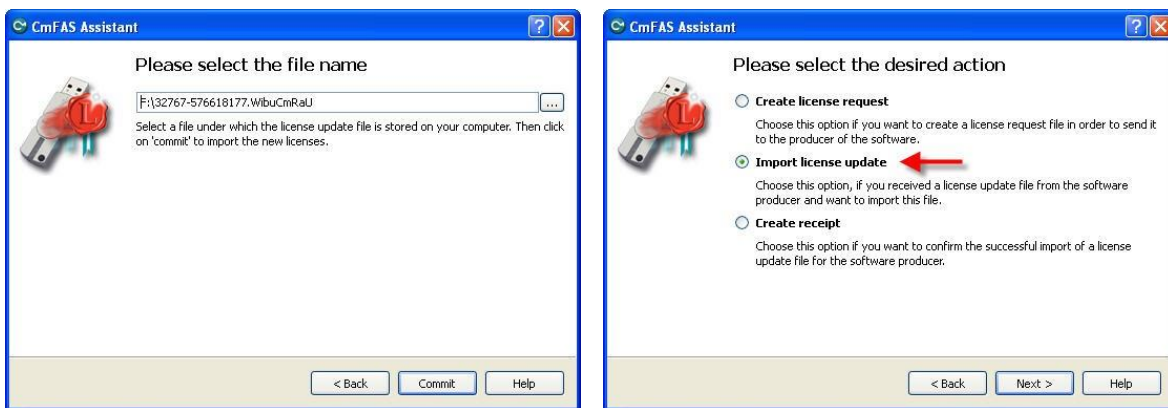 CmFAS Assistant
Please select the file name
F:\32767-576618177.WibuCmRaU
...
Select a file under which the license update file is stored on your computer. Then click
on 'commit' to import the new licenses.
< Back
Commit
Help
CmFAS Assistant
Please select the desired action
Create license request
Choose this option if you want to create a license request file in order to send it
to the producer of the software.
Import license update
Choose this option, if you received a license update file from the software
producer and want to import this file.
Create receipt
Choose this option if you want to confirm the successful import of a license
update file for the software producer.
< Back
Next >
Help